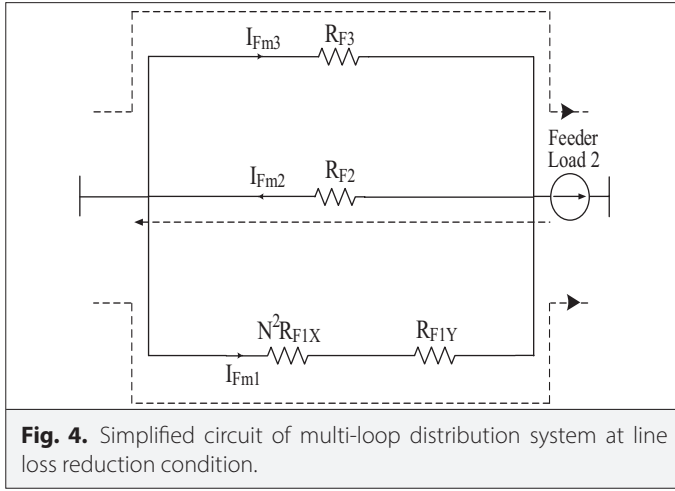 I_Fm3 R_F3
Feeder
Load 2
I_Fm2 R_F2
N²R_F1X R_F1Y
I_Fm1
Fig. 4. Simplified circuit of multi-loop distribution system at line
loss reduction condition.